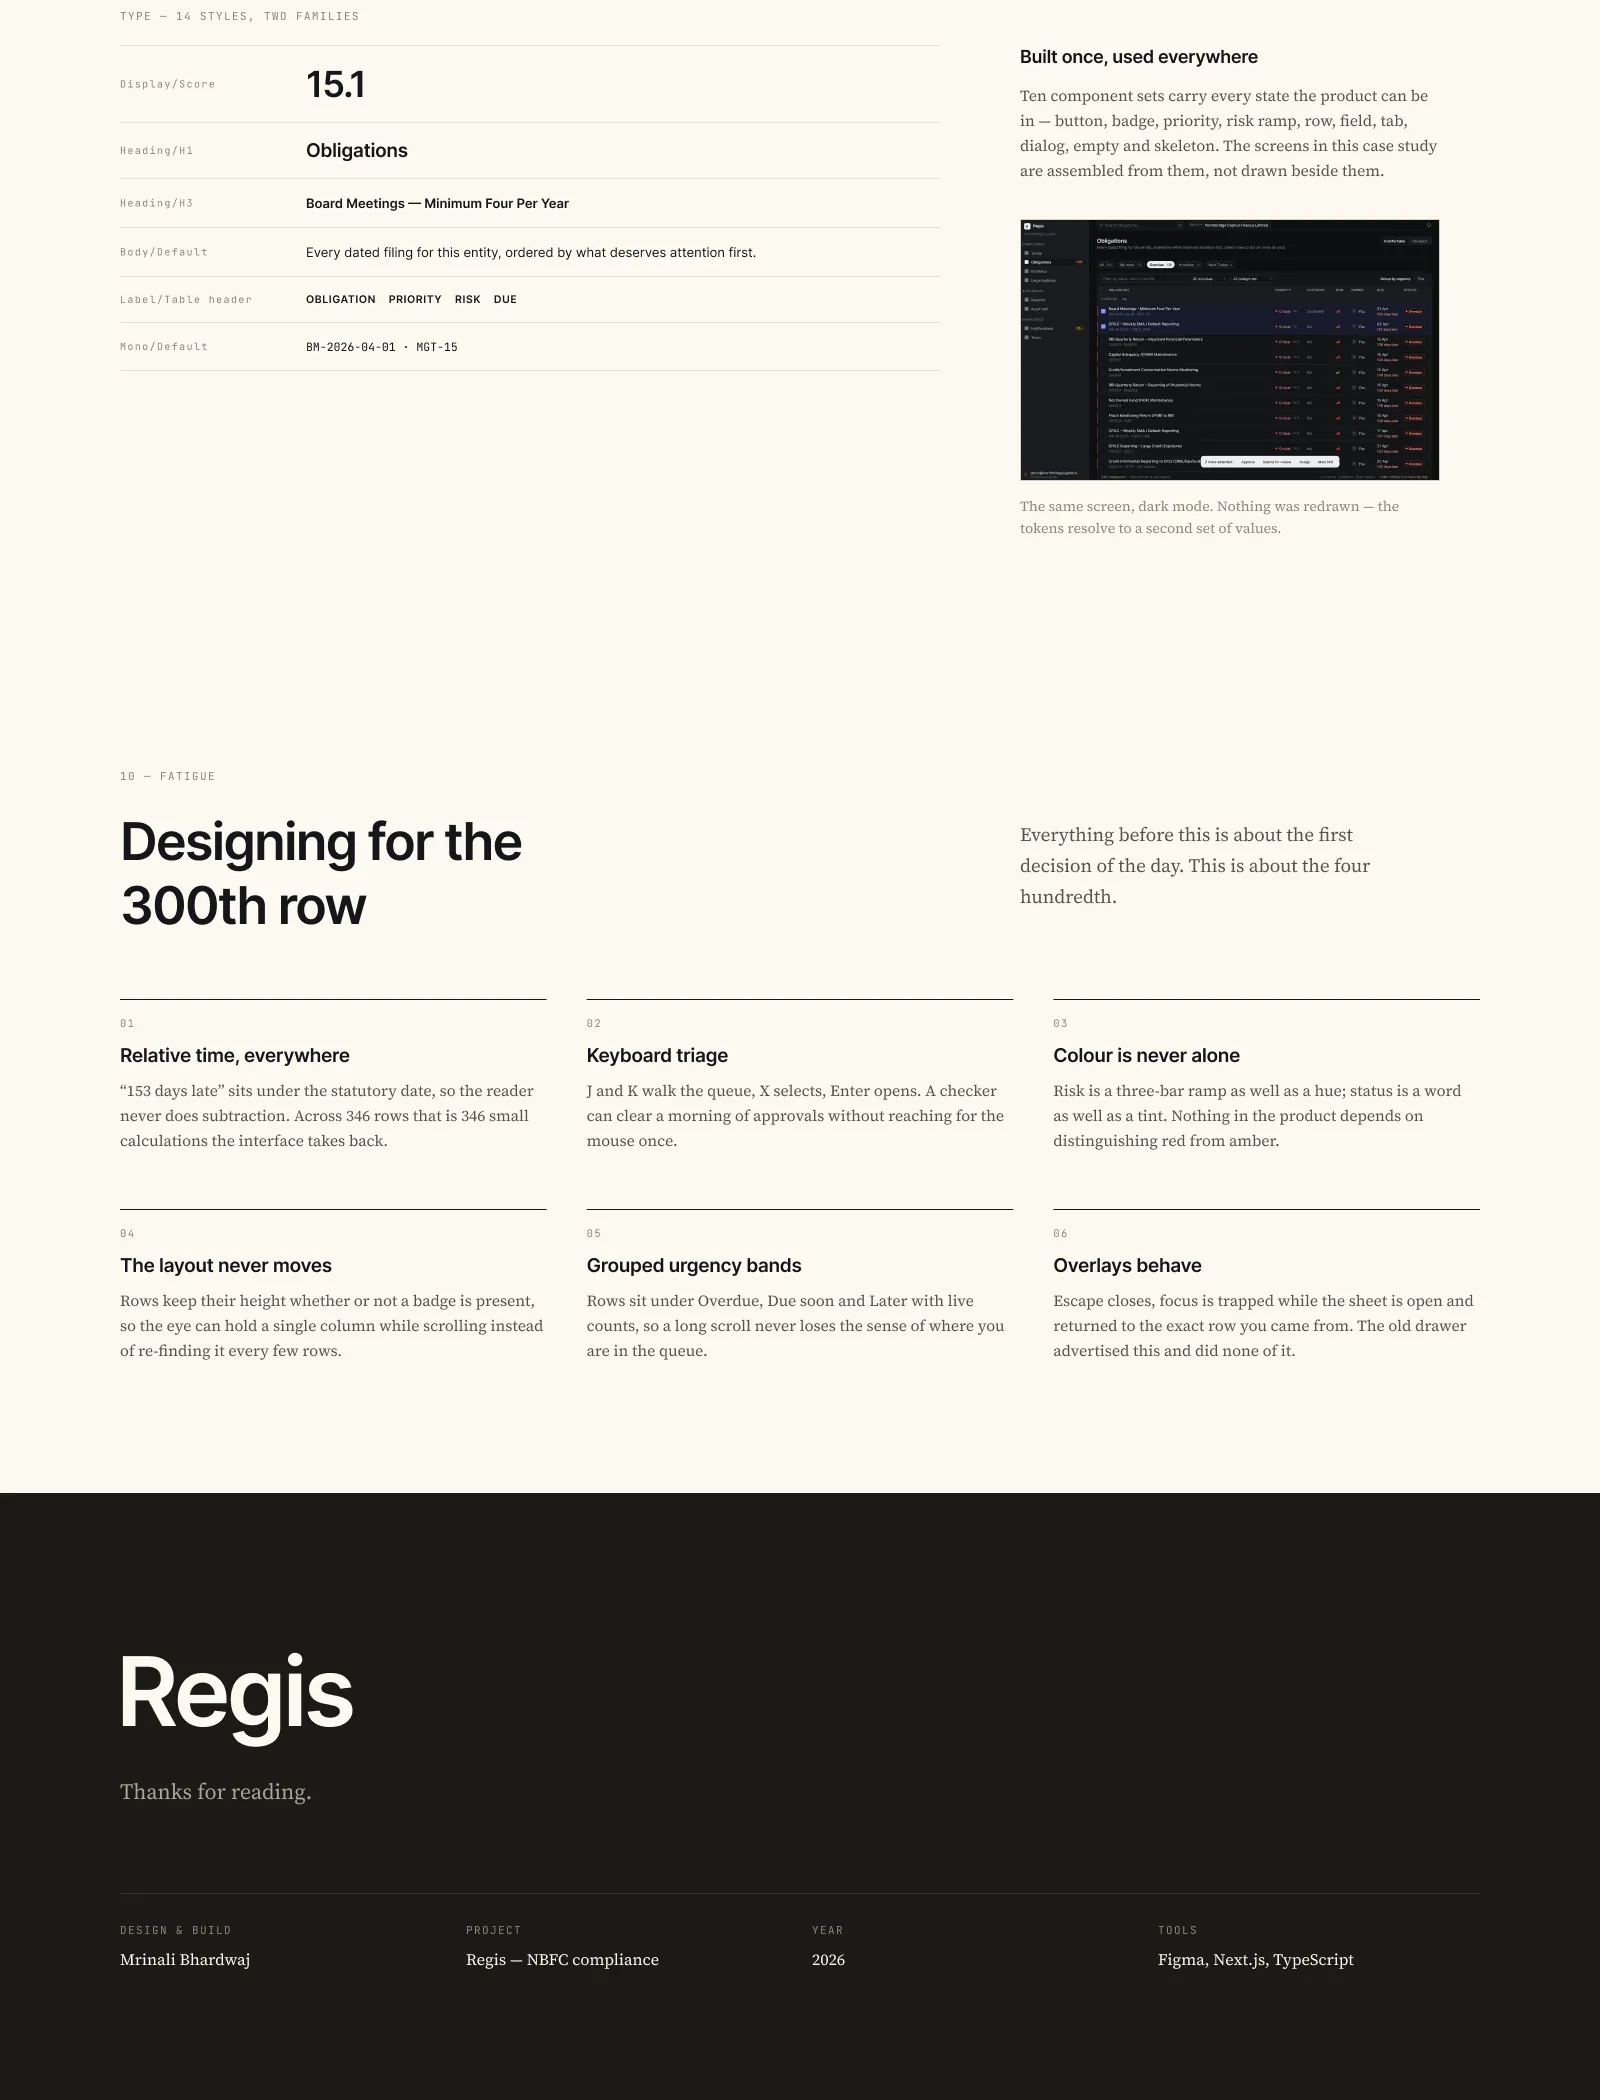 TYPE — 14 STYLES, TWO FAMILIES
Display/Score
15.1
Heading/H1
Obligations
Heading/H3
Board Meetings — Minimum Four Per Year
Body/Default
Every dated filing for this entity, ordered by what deserves attention first.
Label/Table header
OBLIGATION PRIORITY RISK DUE
Mono/Default
BM-2026-04-01 · MGT-15
Built once, used everywhere
Ten component sets carry every state the product can be
in — button, badge, priority, risk ramp, row, field, tab,
dialog, empty and skeleton. The screens in this case study
are assembled from them, not drawn beside them.
Regis
Obligations
Board Meetings – Minimum Four Per Year
CRILC – Weekly SMA / Default Reporting
Capital Adequacy (CRAR) Maintenance
The same screen, dark mode. Nothing was redrawn — the
tokens resolve to a second set of values.
10 — FATIGUE
Designing for the
300th row
Everything before this is about the first
decision of the day. This is about the four
hundredth.
01
Relative time, everywhere
“153 days late” sits under the statutory date, so the reader
never does subtraction. Across 346 rows that is 346 small
calculations the interface takes back.
02
Keyboard triage
J and K walk the queue, X selects, Enter opens. A checker
can clear a morning of approvals without reaching for the
mouse once.
03
Colour is never alone
Risk is a three-bar ramp as well as a hue; status is a word
as well as a tint. Nothing in the product depends on
distinguishing red from amber.
04
The layout never moves
Rows keep their height whether or not a badge is present,
so the eye can hold a single column while scrolling instead
of re-finding it every few rows.
05
Grouped urgency bands
Rows sit under Overdue, Due soon and Later with live
counts, so a long scroll never loses the sense of where you
are in the queue.
06
Overlays behave
Escape closes, focus is trapped while the sheet is open and
returned to the exact row you came from. The old drawer
advertised this and did none of it.
Regis
Thanks for reading.
DESIGN & BUILD
Mrinali Bhardwaj
PROJECT
Regis — NBFC compliance
YEAR
2026
TOOLS
Figma, Next.js, TypeScript